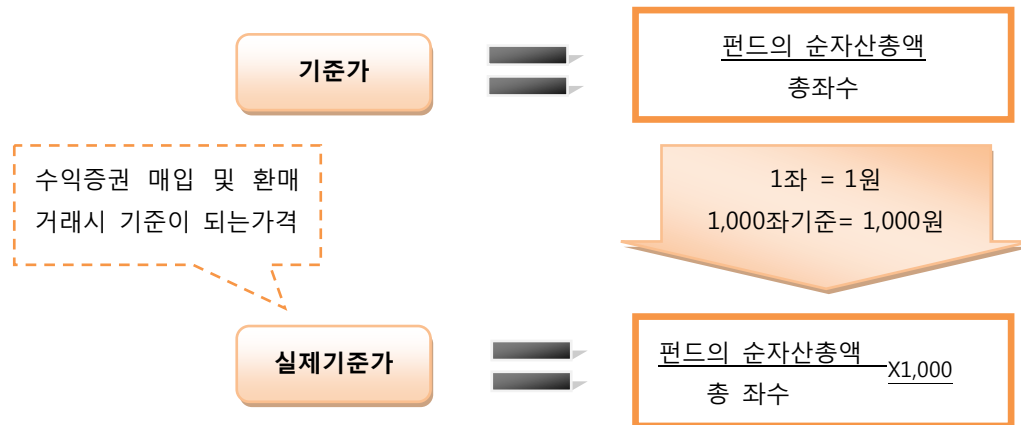 기준가
펀드의 순자산총액
총좌수
수익증권 매입 및 환매
거래시 기준이 되는가격
1좌 = 1원
1,000좌기준= 1,000원
실제기준가
펀드의 순자산총액
X1,000
총 좌수